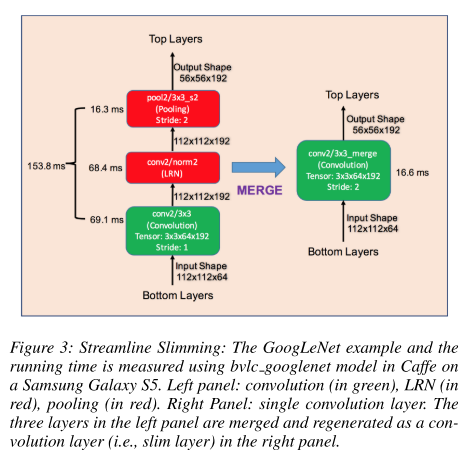 Top Layers
Output Shape
56x56x192
pool2/3x3_s2
(Pooling)
Stride: 2
16.3 ms
112x112x192
153.8 ms
68.4 ms
conv2/norm2
(LRN)
112x112x192
69.1 ms
conv2/3x3
(Convolution)
Tensor: 3x3x64x192
Stride: 1
Input Shape
112x112x64
Bottom Layers
MERGE
Top Layers
Output Shape
56x56x192
conv2/3x3_merge
(Convolution)
Tensor: 3x3x64x192
Stride: 2
16.6 ms
Input Shape
112x112x64
Bottom Layers
Figure 3: Streamline Slimming: The GoogLeNet example and the
running time is measured using bvlc_googlenet model in Caffe on
a Samsung Galaxy S5. Left panel: convolution (in green), LRN (in
red), pooling (in red). Right Panel: single convolution layer. The
three layers in the left panel are merged and regenerated as a con-
volution layer (i.e., slim layer) in the right panel.